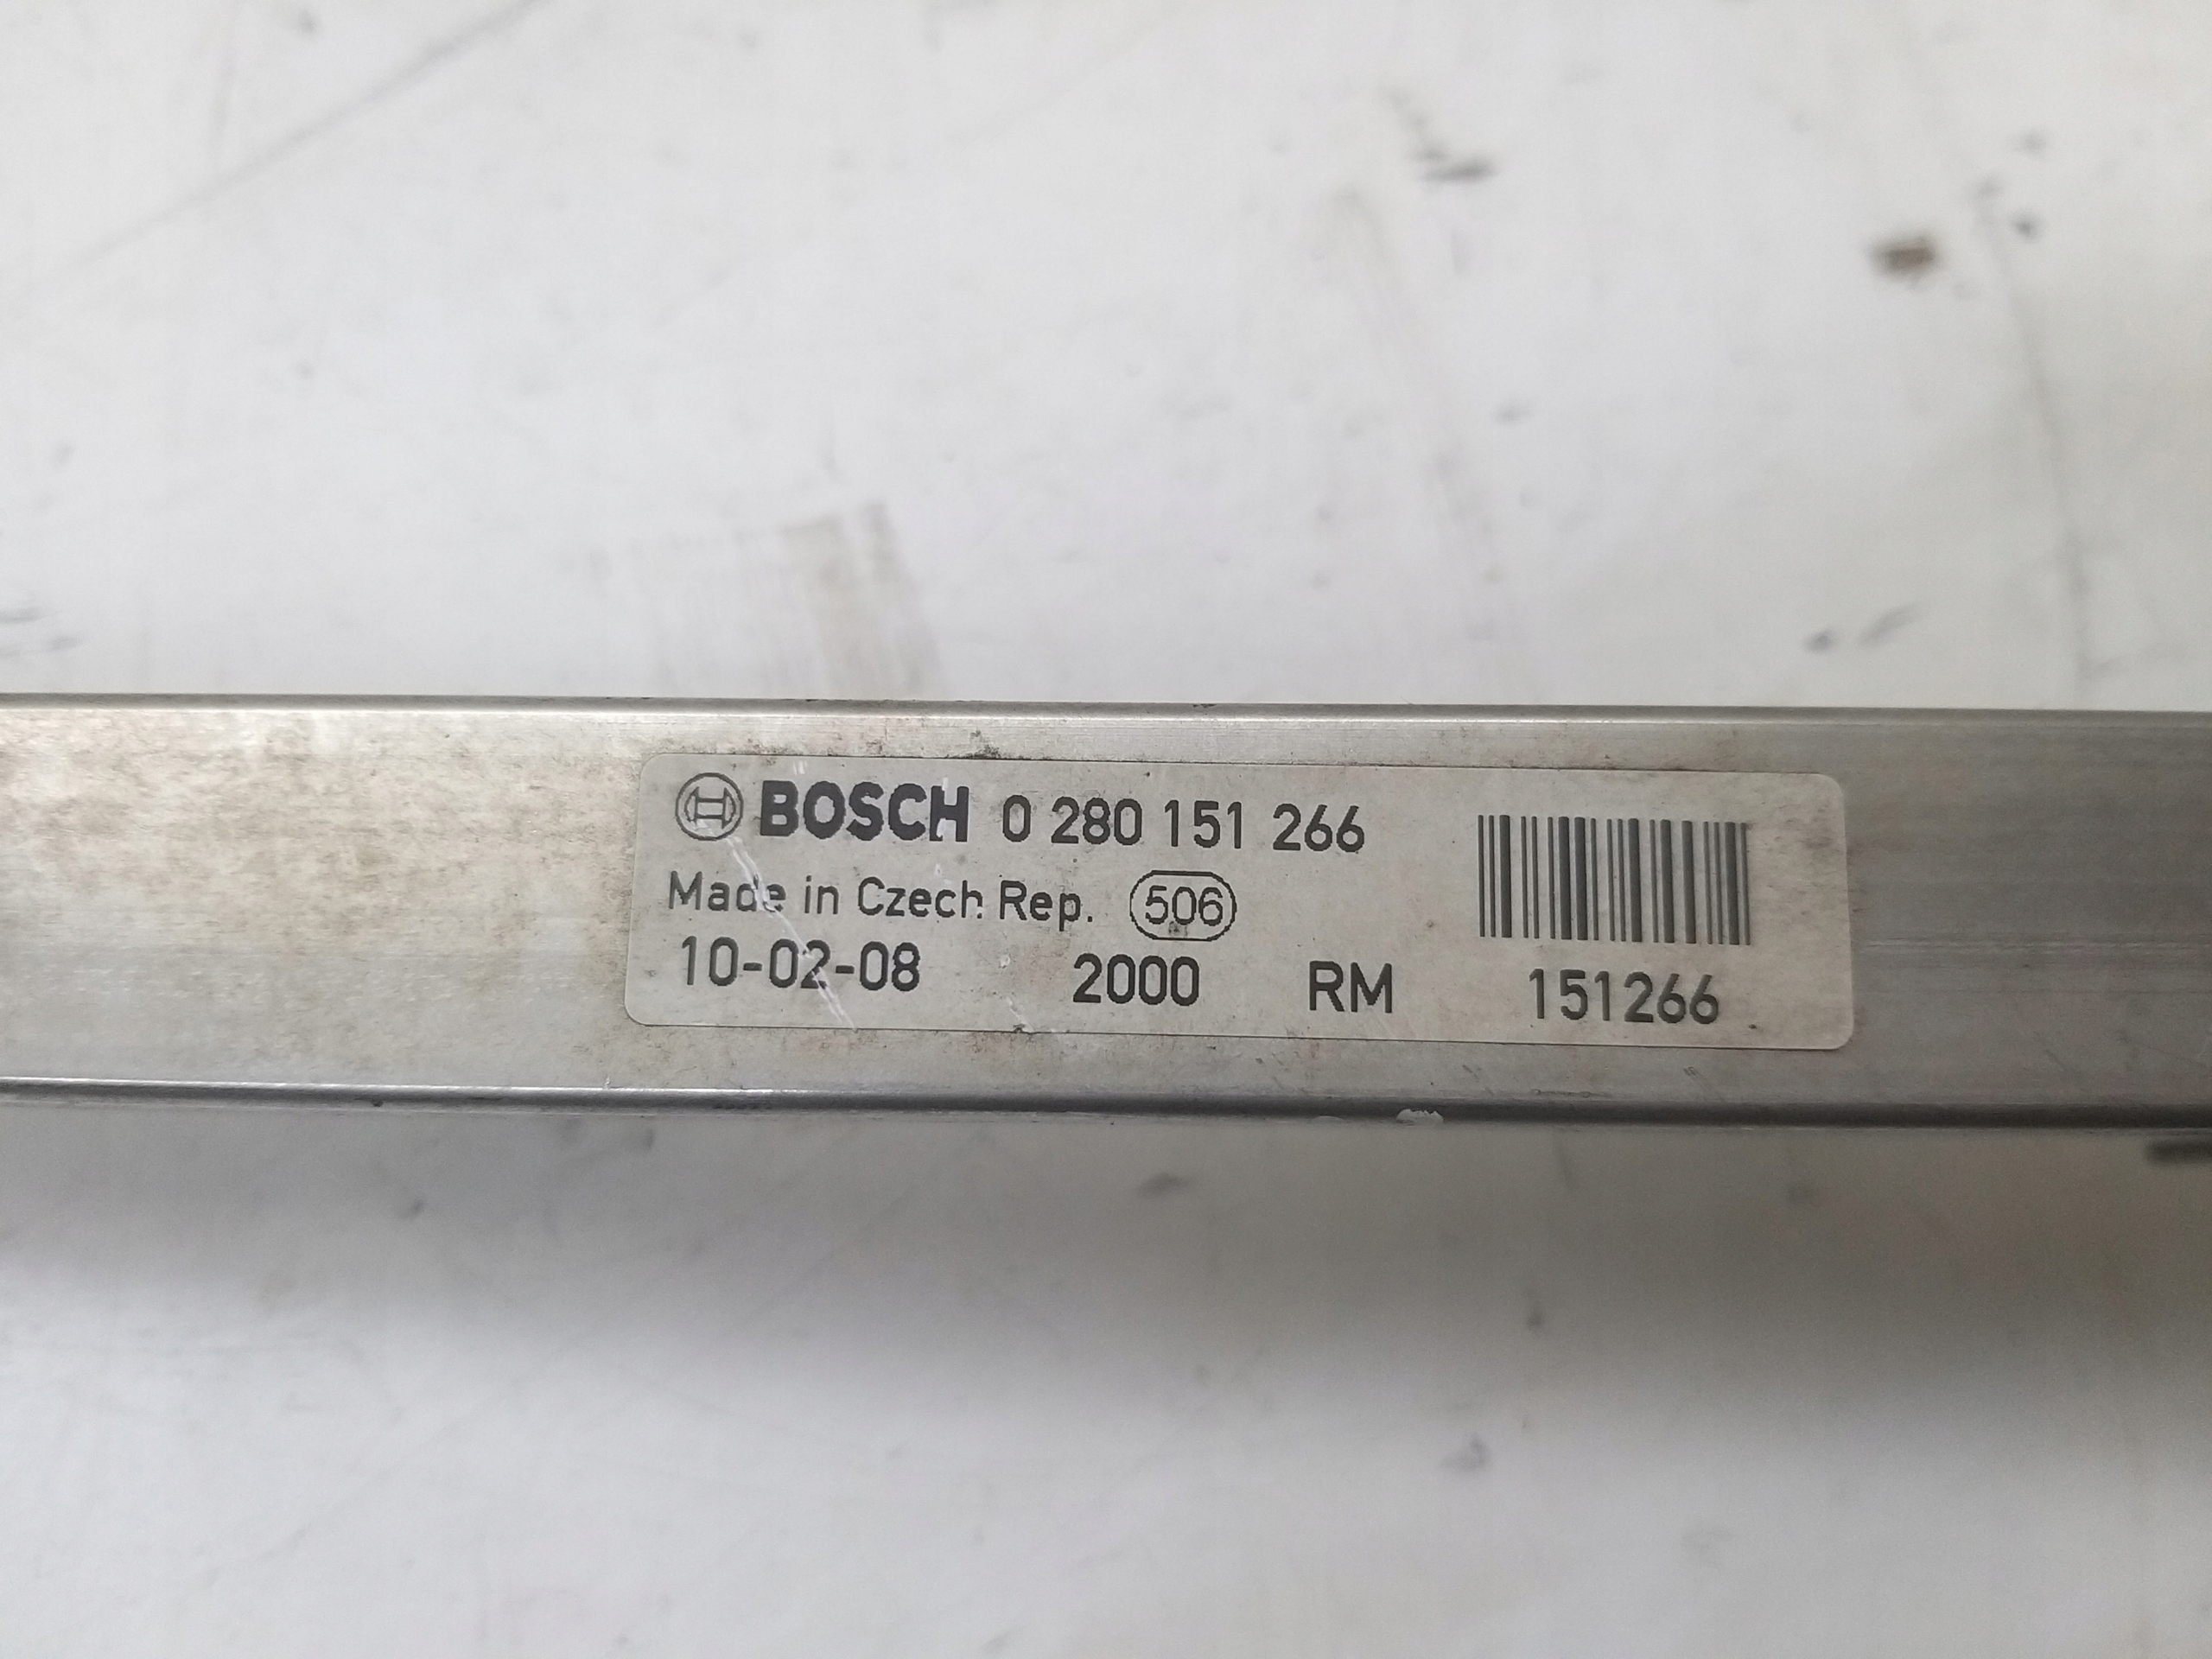 BOSCH 0 280 151 266
Made in Czech Rep. 506
10-02-08 2000 RM 151266